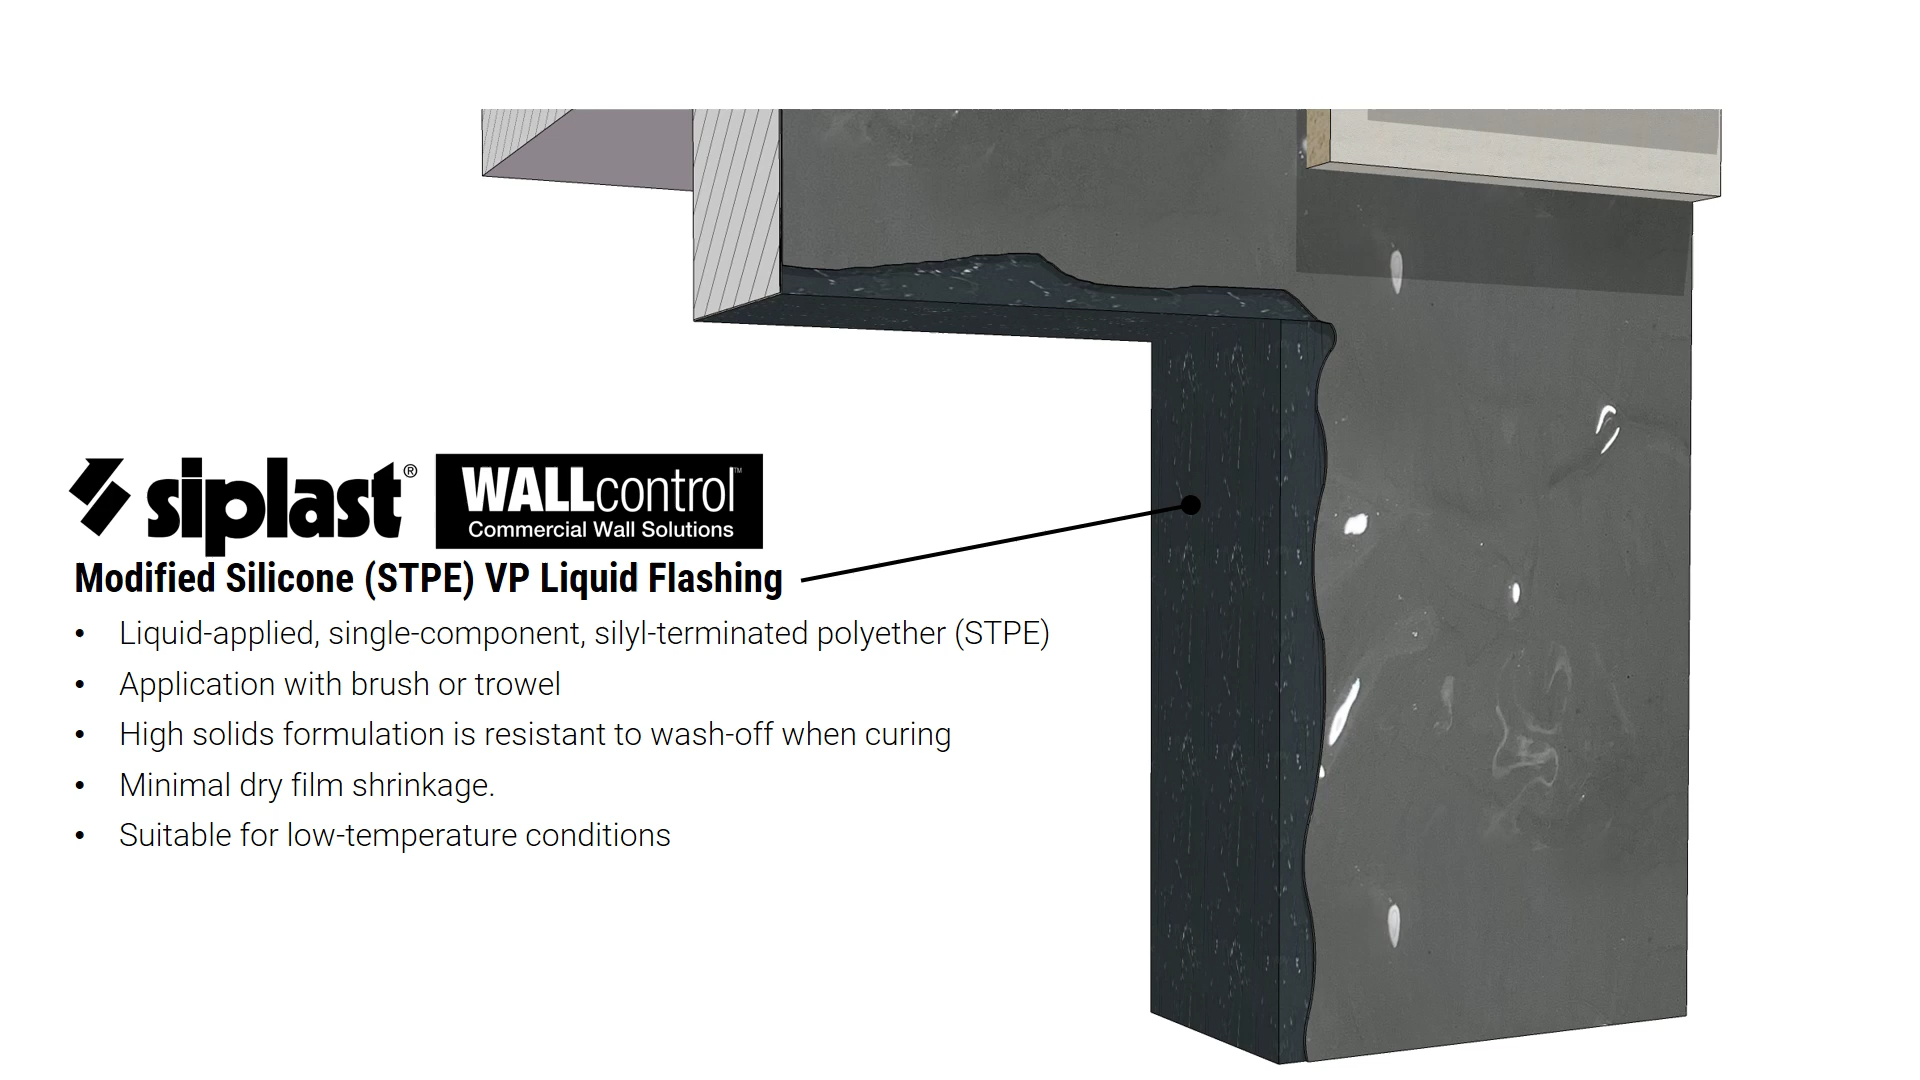 siplast®
WALLcontrol™
Commercial Wall Solutions
Modified Silicone (STPE) VP Liquid Flashing
• Liquid-applied, single-component, silyl-terminated polyether (STPE)
• Application with brush or trowel
• High solids formulation is resistant to wash-off when curing
• Minimal dry film shrinkage.
• Suitable for low-temperature conditions